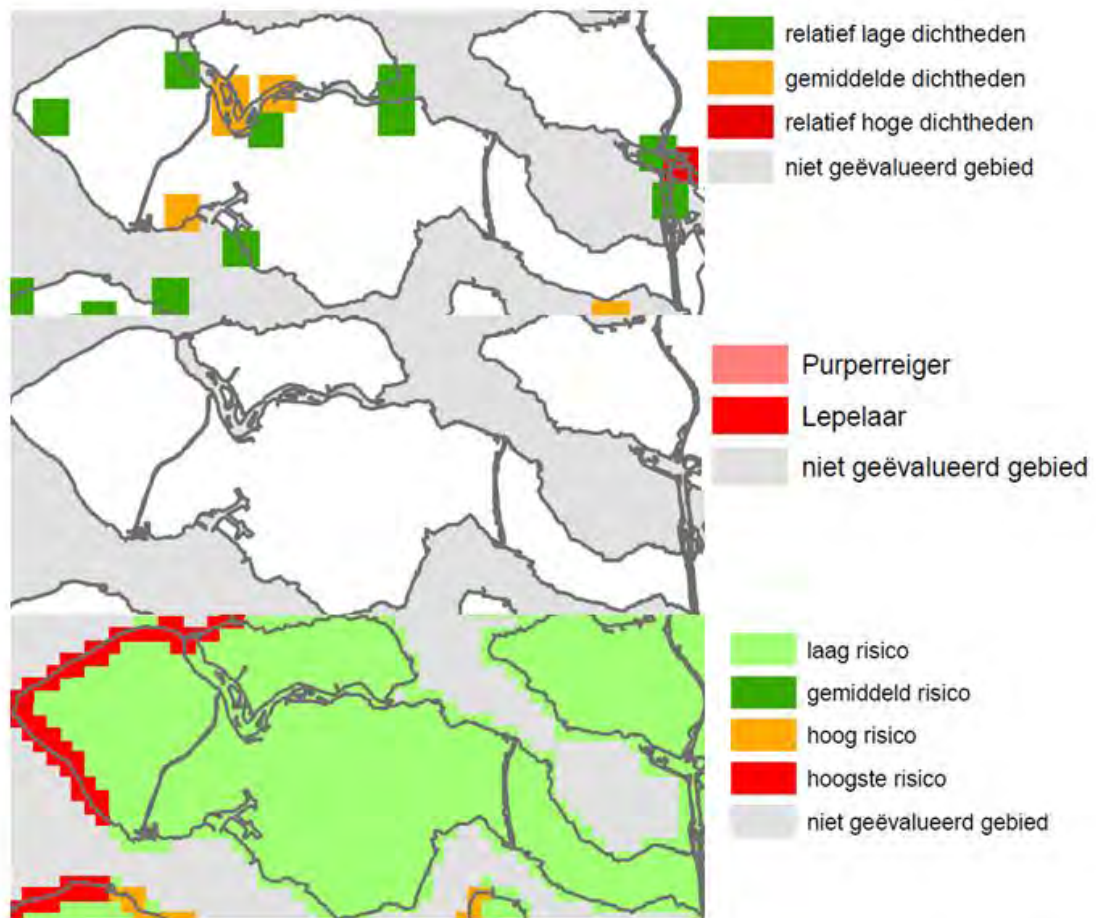 relatief lage dichtheden
gemiddelde dichtheden
relatief hoge dichtheden
niet geëvalueerd gebied
Purperreiger
Lepelaar
niet geëvalueerd gebied
laag risico
gemiddeld risico
hoog risico
hoogste risico
niet geëvalueerd gebied